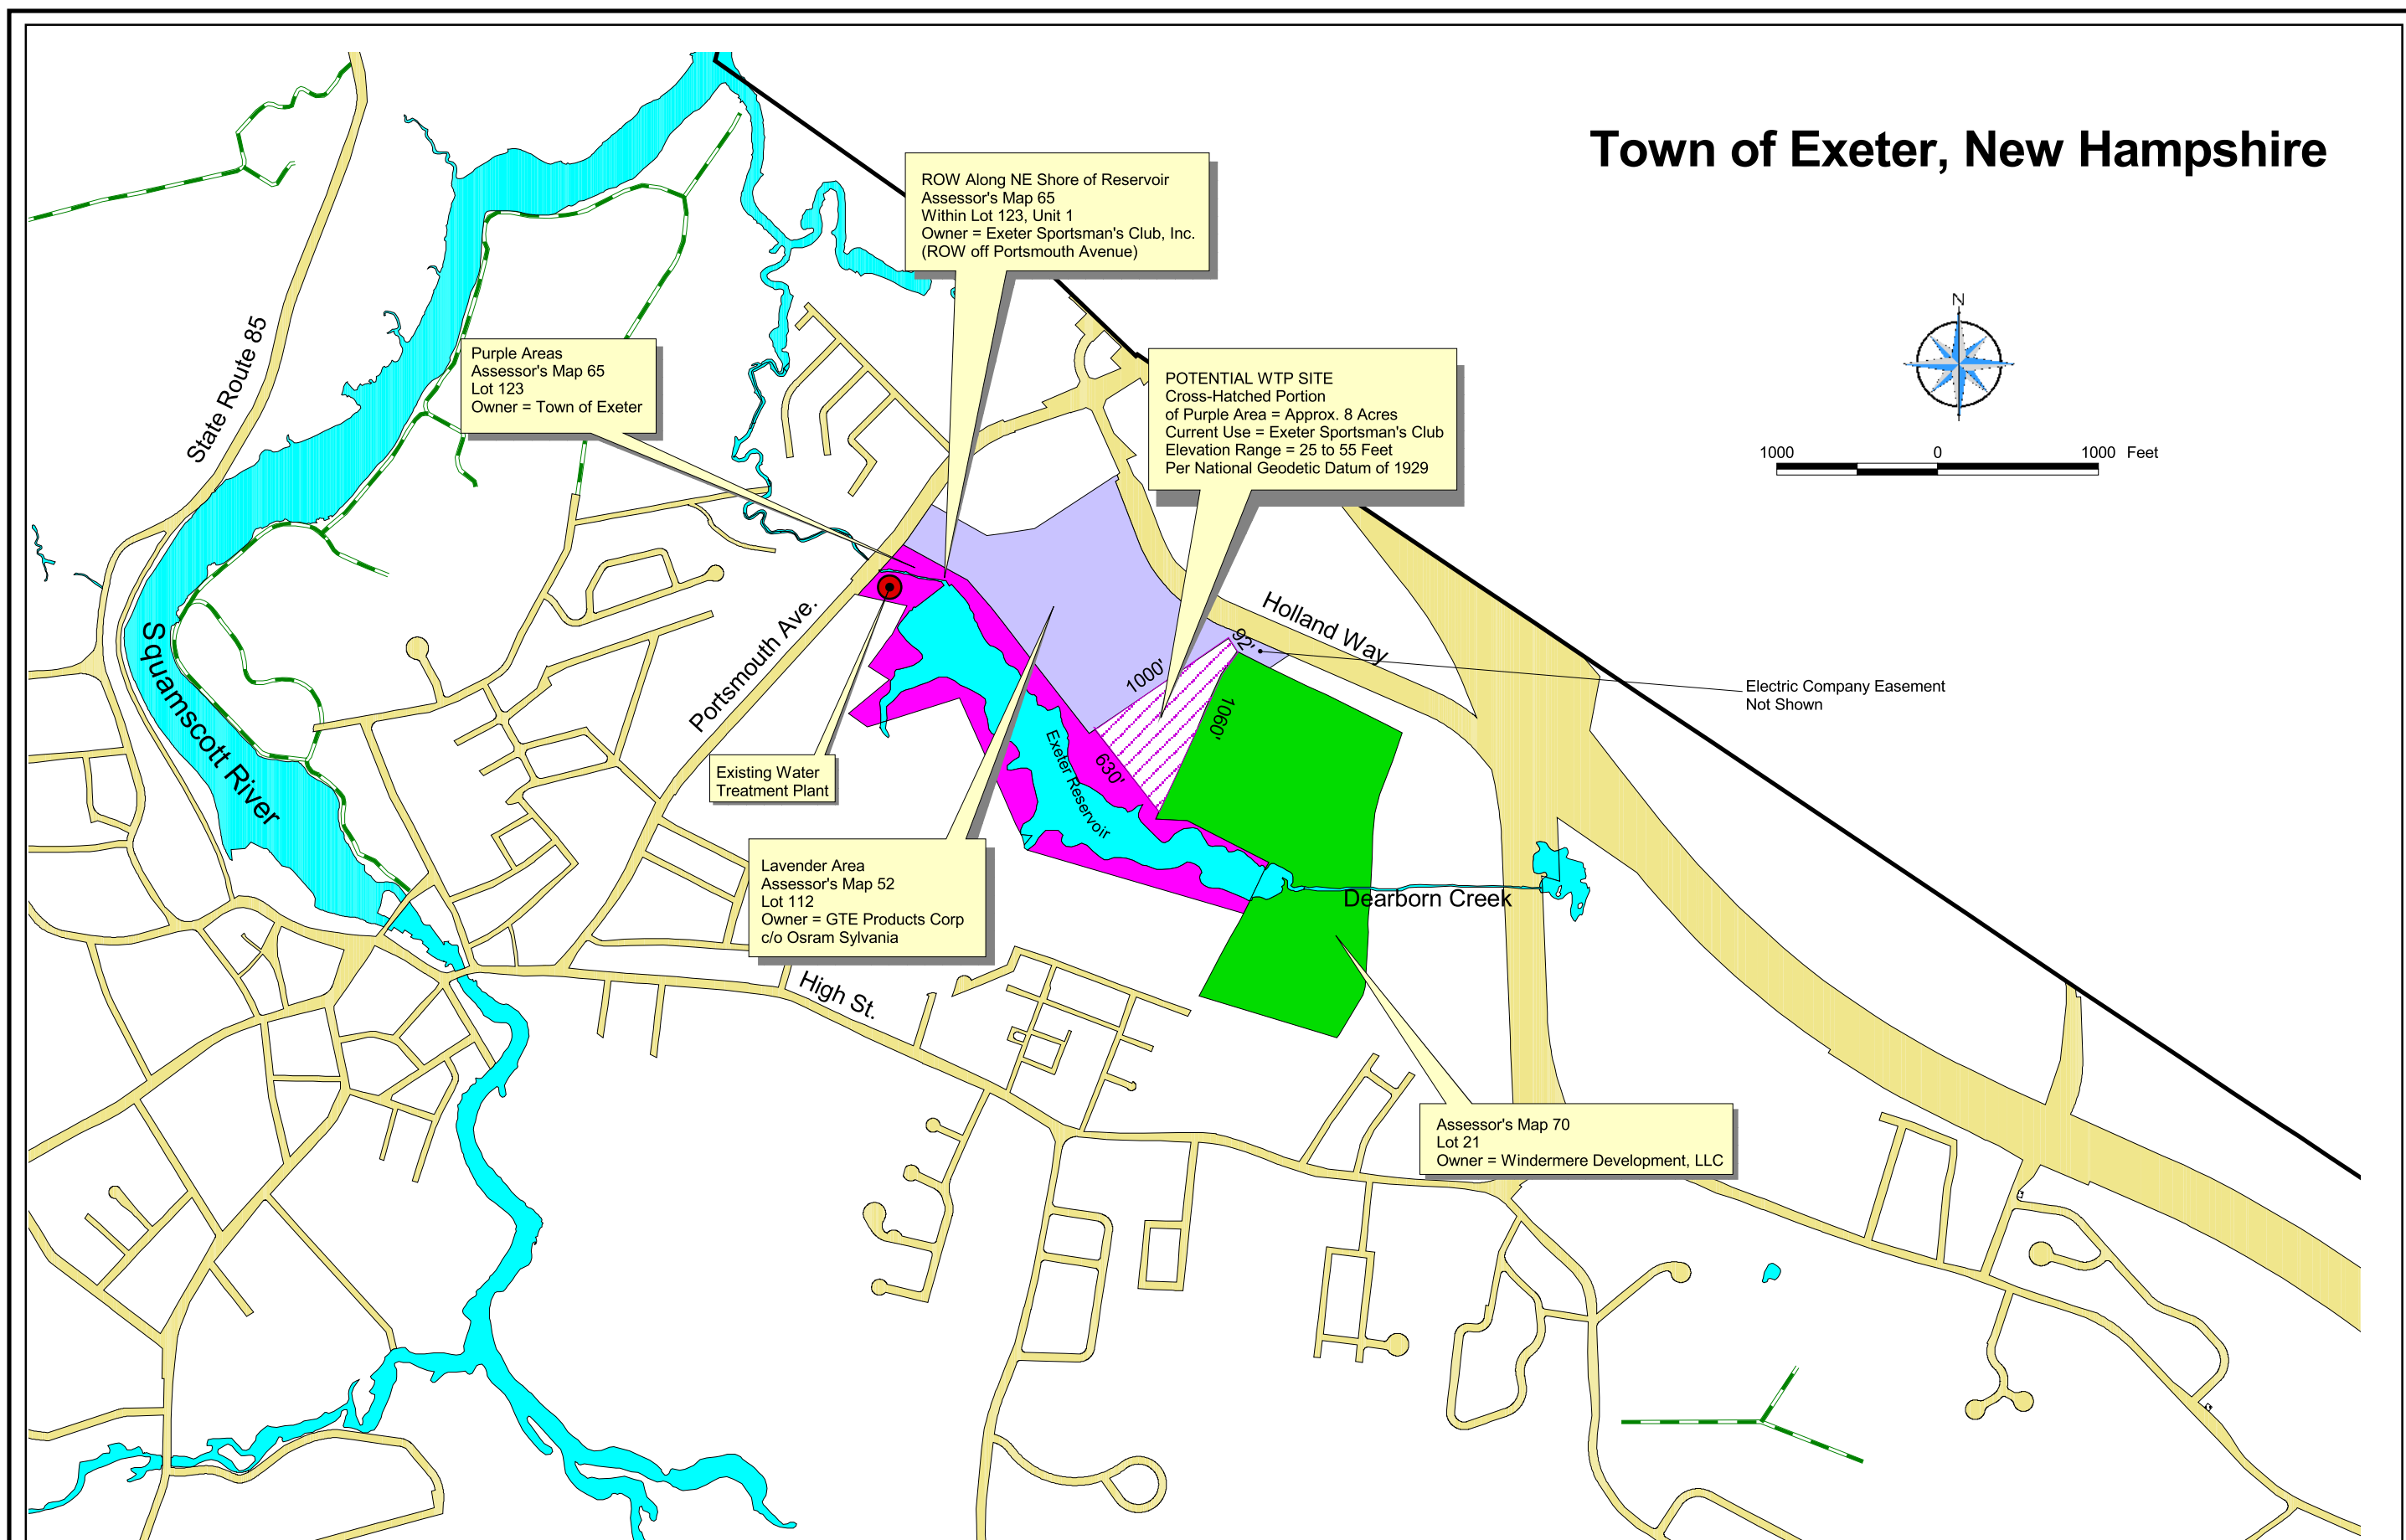 Town of Exeter, New Hampshire
ROW Along NE Shore of Reservoir
Assessor's Map 65
Within Lot 123, Unit 1
Owner = Exeter Sportsman's Club, Inc.
(ROW off Portsmouth Avenue)
N
1000 0 1000 Feet
State Route 85
Purple Areas
Assessor's Map 65
Lot 123
Owner = Town of Exeter
POTENTIAL WTP SITE
Cross-Hatched Portion
of Purple Area = Approx. 8 Acres
Current Use = Exeter Sportsman's Club
Elevation Range = 25 to 55 Feet
Per National Geodetic Datum of 1929
Holland Way
92'
1000'
1060'
630'
Electric Company Easement
Not Shown
Portsmouth Ave.
Squamscott River
Exeter Reservoir
Existing Water
Treatment Plant
Lavender Area
Assessor's Map 52
Lot 112
Owner = GTE Products Corp
c/o Osram Sylvania
Dearborn Creek
High St.
Assessor's Map 70
Lot 21
Owner = Windermere Development, LLC